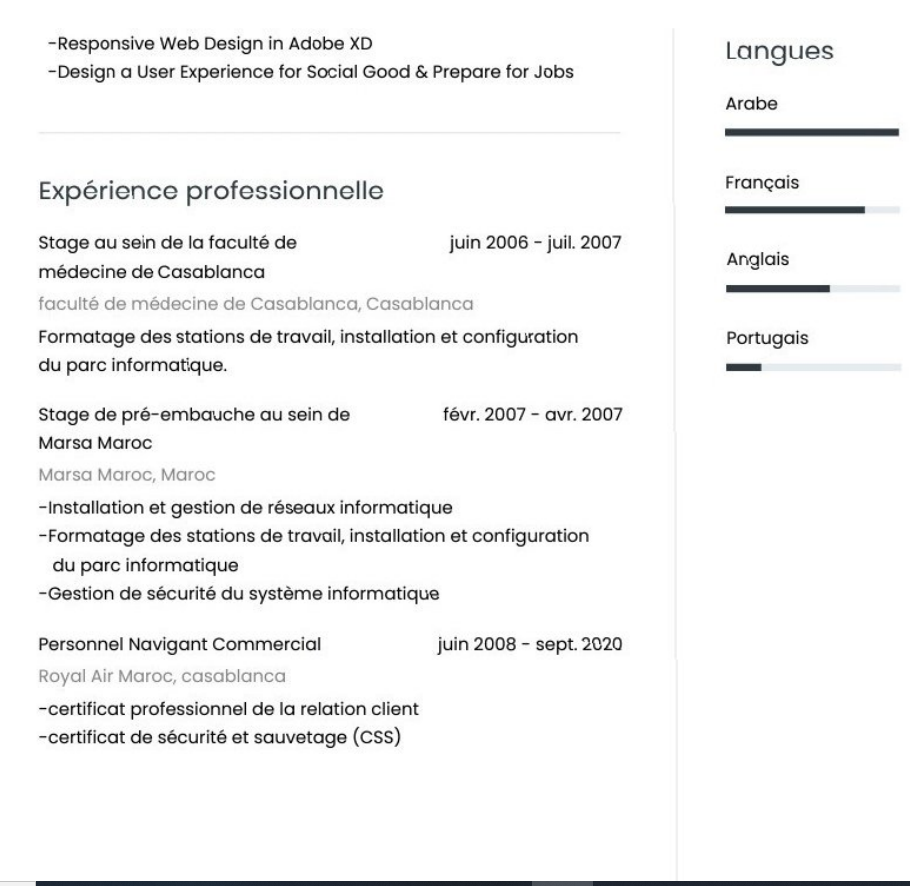 -Responsive Web Design in Adobe XD
-Design a User Experience for Social Good & Prepare for Jobs
Expérience professionnelle
Stage au sein de la faculté de médecine de Casablanca
juin 2006 - juil. 2007
faculté de médecine de Casablanca, Casablanca
Formatage des stations de travail, installation et configuration
du parc informatique.
Stage de pré-embauche au sein de
Marsa Maroc
févr. 2007 - avr. 2007
Marsa Maroc, Maroc
-Installation et gestion de réseaux informatique
-Formatage des stations de travail, installation et configuration
du parc informatique
-Gestion de sécurité du système informatique
Personnel Navigant Commercial
juin 2008 - sept. 2020
Royal Air Maroc, casablanca
-certificat professionnel de la relation client
-certificat de sécurité et sauvetage (CSS)
Langues
Arabe
Français
Anglais
Portugais